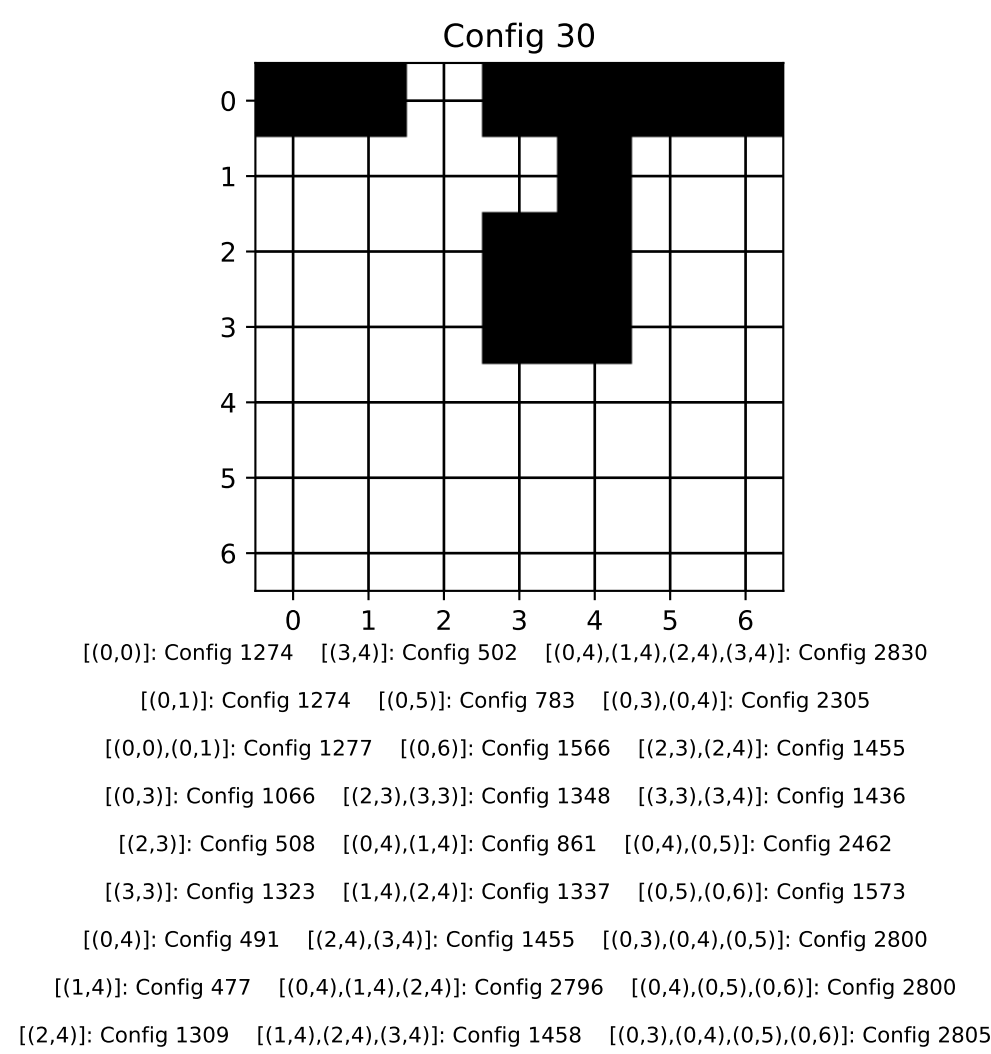 Config 30
0
1
2
3
4
5
6
0 1 2 3 4 5 6
[(0,0)]: Config 1274 [(3,4)]: Config 502 [(0,4),(1,4),(2,4),(3,4)]: Config 2830
[(0,1)]: Config 1274 [(0,5)]: Config 783 [(0,3),(0,4)]: Config 2305
[(0,0),(0,1)]: Config 1277 [(0,6)]: Config 1566 [(2,3),(2,4)]: Config 1455
[(0,3)]: Config 1066 [(2,3),(3,3)]: Config 1348 [(3,3),(3,4)]: Config 1436
[(2,3)]: Config 508 [(0,4),(1,4)]: Config 861 [(0,4),(0,5)]: Config 2462
[(3,3)]: Config 1323 [(1,4),(2,4)]: Config 1337 [(0,5),(0,6)]: Config 1573
[(0,4)]: Config 491 [(2,4),(3,4)]: Config 1455 [(0,3),(0,4),(0,5)]: Config 2800
[(1,4)]: Config 477 [(0,4),(1,4),(2,4)]: Config 2796 [(0,4),(0,5),(0,6)]: Config 2800
[(2,4)]: Config 1309 [(1,4),(2,4),(3,4)]: Config 1458 [(0,3),(0,4),(0,5),(0,6)]: Config 2805